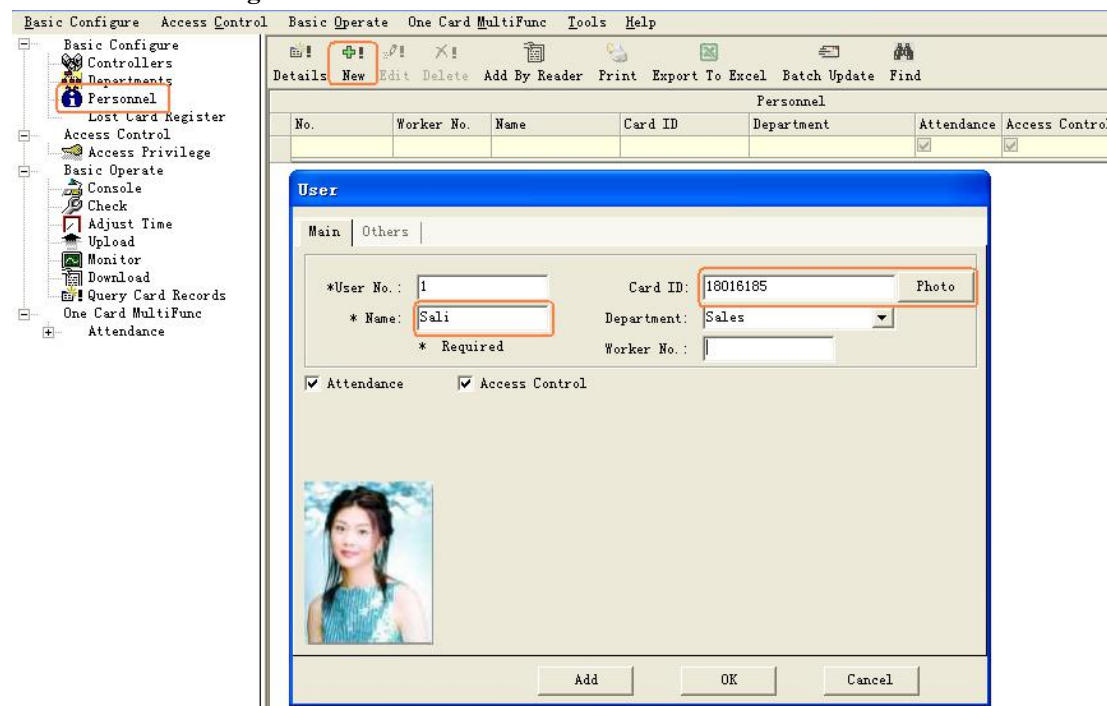 g
Basic Configure Access Control Basic Operate One Card MultiFunc Tools Help
Basic Configure
Controllers
Departments
Personnel
Lost Card Register
Access Control
Access Privilege
Basic Operate
Console
Check
Adjust Time
Upload
Monitor
Download
Query Card Records
One Card MultiFunc
Attendance
Details New Edit Delete Add By Reader Print Export To Excel Batch Update Find
Personnel
No. Worker No. Name Card ID Department Attendance Access Control
User
Main Others
*User No.: 1 Card ID: 18016185 Photo
* Name: Sali Department: Sales
* Required Worker No.:
Attendance Access Control
Add OK Cancel